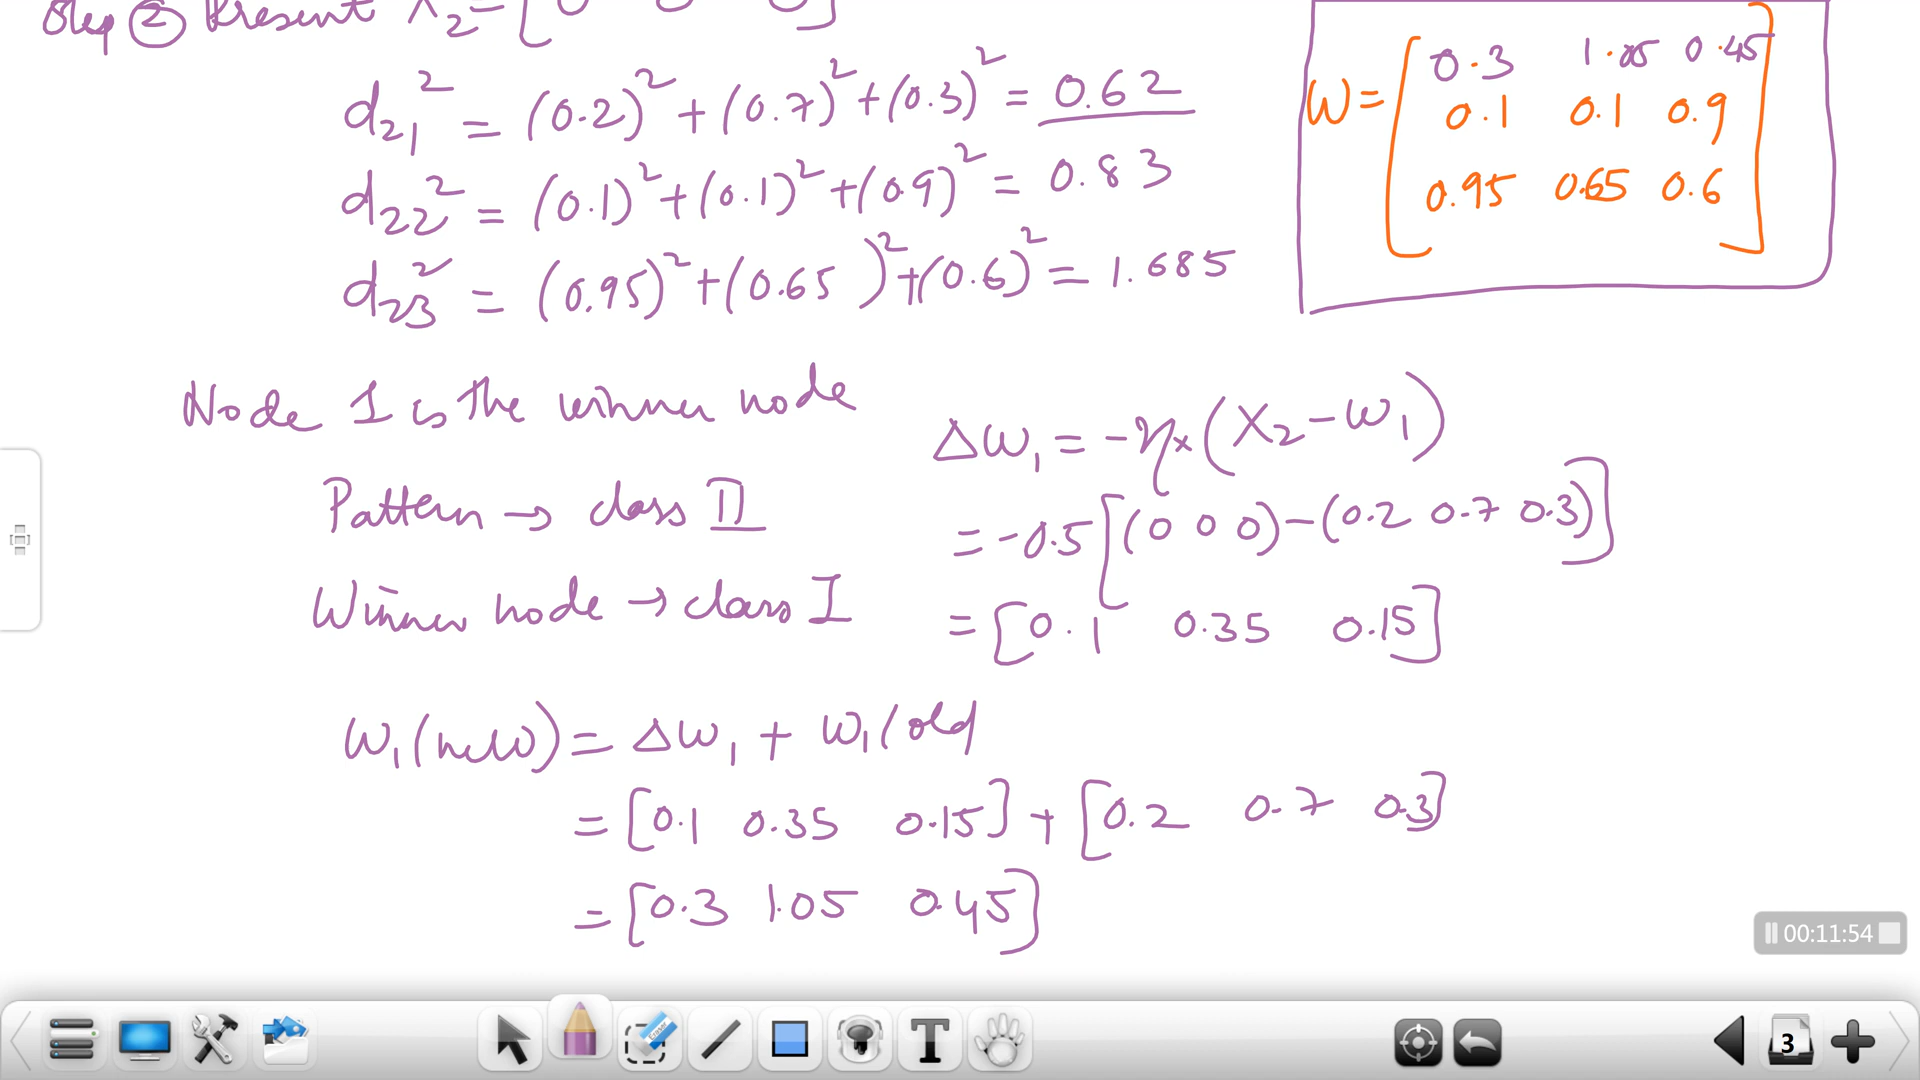 Step ② Present X₂ = [0 0 0]
d₂₁² = (0.2)² + (0.7)² + (0.3)² = 0.62
d₂₂² = (0.1)² + (0.1)² + (0.9)² = 0.83
d₂₃² = (0.95)² + (0.65)² + (0.6)² = 1.685
W = [0.3 1.05 0.45
0.1 0.1 0.9
0.95 0.65 0.6]
Node 1 is the winner node
Pattern → class II
Winner node → class I
ΔW₁ = -η × (X₂ - W₁)
= -0.5 [(0 0 0) - (0.2 0.7 0.3)]
= [0.1 0.35 0.15]
W₁(new) = ΔW₁ + W₁(old
= [0.1 0.35 0.15] + [0.2 0.7 0.3]
= [0.3 1.05 0.45]
00:11:54
Eraser
T
3